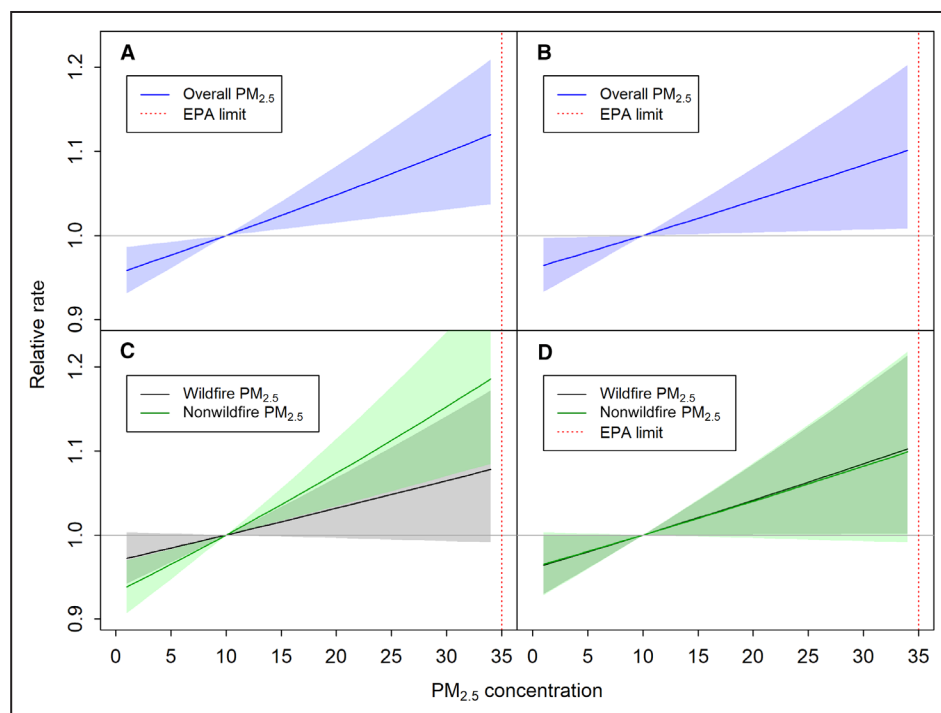 A
Overall PM2.5
EPA limit
B
Overall PM2.5
EPA limit
1.2
1.1
1.0
0.9
Relative rate
C
Wildfire PM2.5
Nonwildfire PM2.5
D
Wildfire PM2.5
Nonwildfire PM2.5
EPA limit
1.2
1.1
1.0
0.9
0 5 10 15 20 25 30 35 0 5 10 15 20 25 30 35
PM2.5 concentration